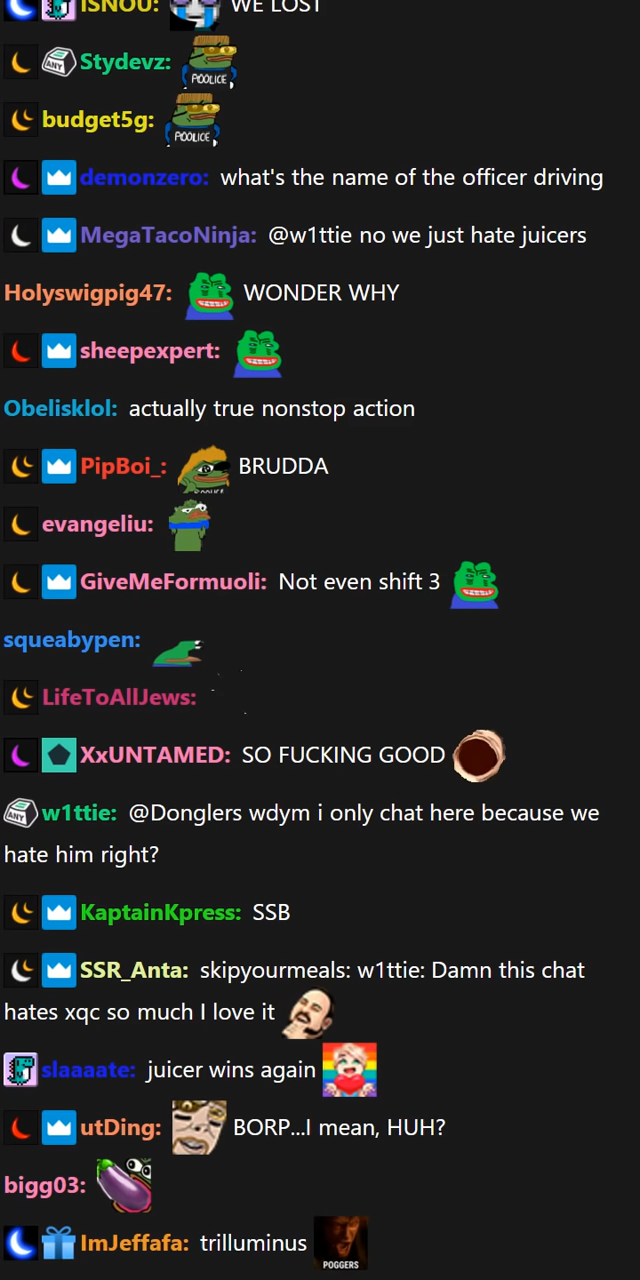 ISNOU: WE LOST
Stydevz: POOLICE
budget5g: POOLICE
demonzero: what's the name of the officer driving
MegaTacoNinja: @w1ttie no we just hate juicers
Holyswigpig47: WONDER WHY
sheepexpert:
Obelisklol: actually true nonstop action
PipBoi_: BRUDDA
evangeliu:
GiveMeFormuoli: Not even shift 3
squeabypen:
LifeToAllJews:
XxUNTAMED: SO FUCKING GOOD
ANY w1ttie: @Donglers wdym i only chat here because we
hate him right?
KaptainKpress: SSB
SSR_Anta: skipyourmeals: w1ttie: Damn this chat
hates xqc so much I love it
slaaaate: juicer wins again
utDing: BORP...I mean, HUH?
bigg03:
ImJeffafa: trilluminus POGGERS